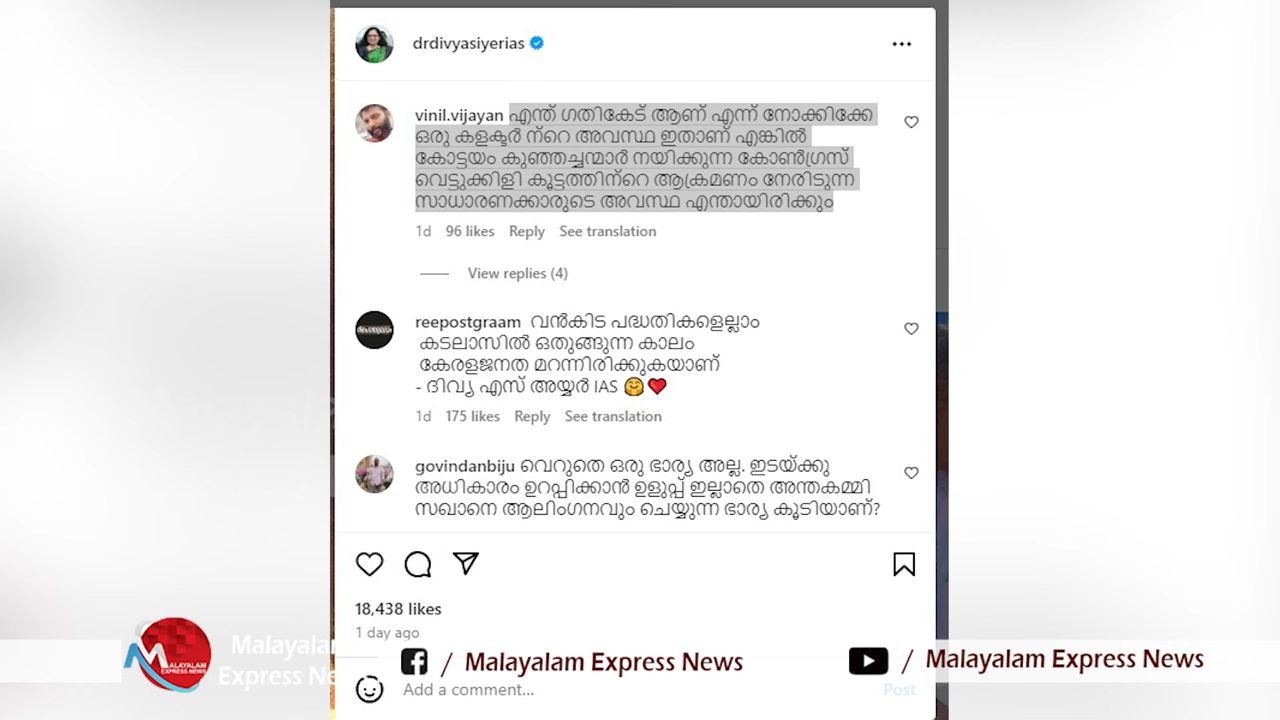 drdivyasiyerias
vinil.vijayan എന്ത് ഗതികേട് ആണ് എന്ന് നോക്കിക്കേ
ഒരു കളക്ടർ ന്റെ അവസ്ഥ ഇതാണ് എങ്കിൽ
കോട്ടയം കുഞ്ഞച്ചന്മാർ നയിക്കുന്ന കോൺഗ്രസ്
വെട്ടുക്കിളി കൂട്ടത്തിന്റെ ആക്രമണം നേരിടുന്ന
സാധാരണക്കാരുടെ അവസ്ഥ എന്തായിരിക്കും
1d 96 likes Reply See translation
View replies (4)
reepostgraam വൻകിട പദ്ധതികളെല്ലാം
കടലാസിൽ ഒതുങ്ങുന്ന കാലം
കേരളജനത മറന്നിരിക്കുകയാണ്
- ദിവ്യ എസ് അയ്യർ IAS 🤗❤️
1d 175 likes Reply See translation
govindanbiju വെറുതെ ഒരു ഭാര്യ അല്ല. ഇടയ്ക്കു
അധികാരം ഉറപ്പിക്കാൻ ഉളുപ്പ് ഇല്ലാതെ അന്തകമ്മി
സഖാനെ ആലിംഗനവും ചെയ്യുന്ന ഭാര്യ കൂടിയാണ്?
18,438 likes
1 day ago
Add a comment...
Post
MALAYALAM
EXPRESS NEWS
Malayala
Express Ne
/ Malayalam Express News
/ Malayalam Express News